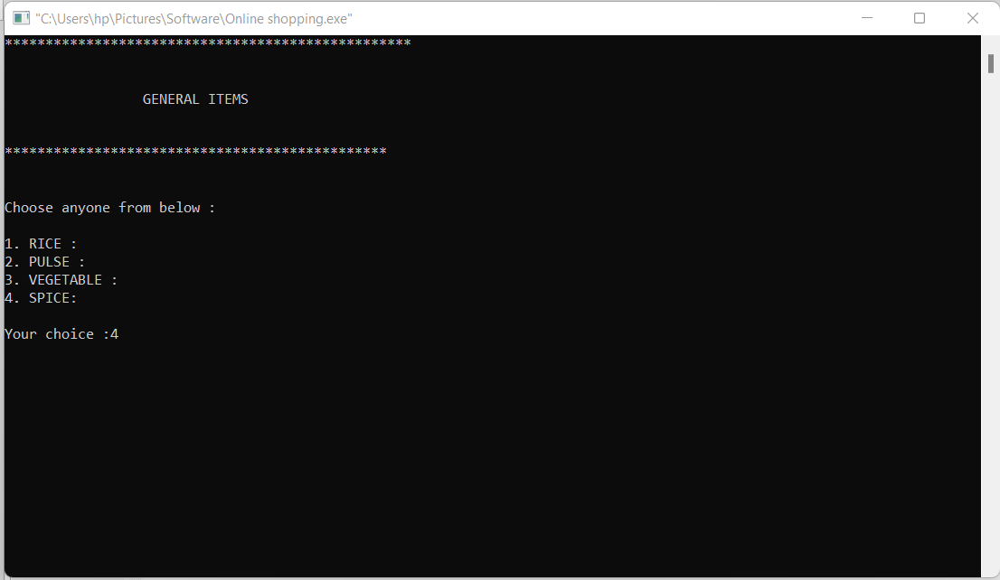 "C:\Users\hp\Pictures\Software\Online shopping.exe"
**************************************************
GENERAL ITEMS
***********************************************
Choose anyone from below :
1. RICE :
2. PULSE :
3. VEGETABLE :
4. SPICE:
Your choice :4